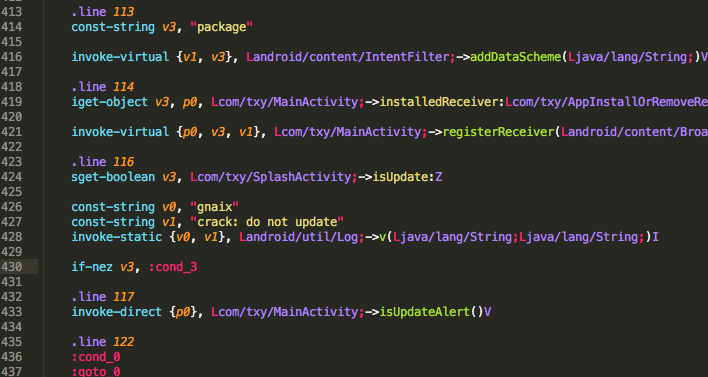 413 .line 113
414 const-string v3, "package"
415
416 invoke-virtual {v1, v3}, Landroid/content/IntentFilter;->addDataScheme(Ljava/lang/String;)V
417
418 .line 114
419 iget-object v3, p0, Lcom/txy/MainActivity;->installedReceiver:Lcom/txy/AppInstallOrRemoveRe
420
421 invoke-virtual {p0, v3, v1}, Lcom/txy/MainActivity;->registerReceiver(Landroid/content/Broa
422
423 .line 116
424 sget-boolean v3, Lcom/txy/SplashActivity;->isUpdate:Z
425
426 const-string v0, "gnaix"
427 const-string v1, "crack: do not update"
428 invoke-static {v0, v1}, Landroid/util/Log;->v(Ljava/lang/String;Ljava/lang/String;)I
429
430 if-nez v3, :cond_3
431
432 .line 117
433 invoke-direct {p0}, Lcom/txy/MainActivity;->isUpdateAlert()V
434
435 .line 122
436 :cond_0
437 :goto_0